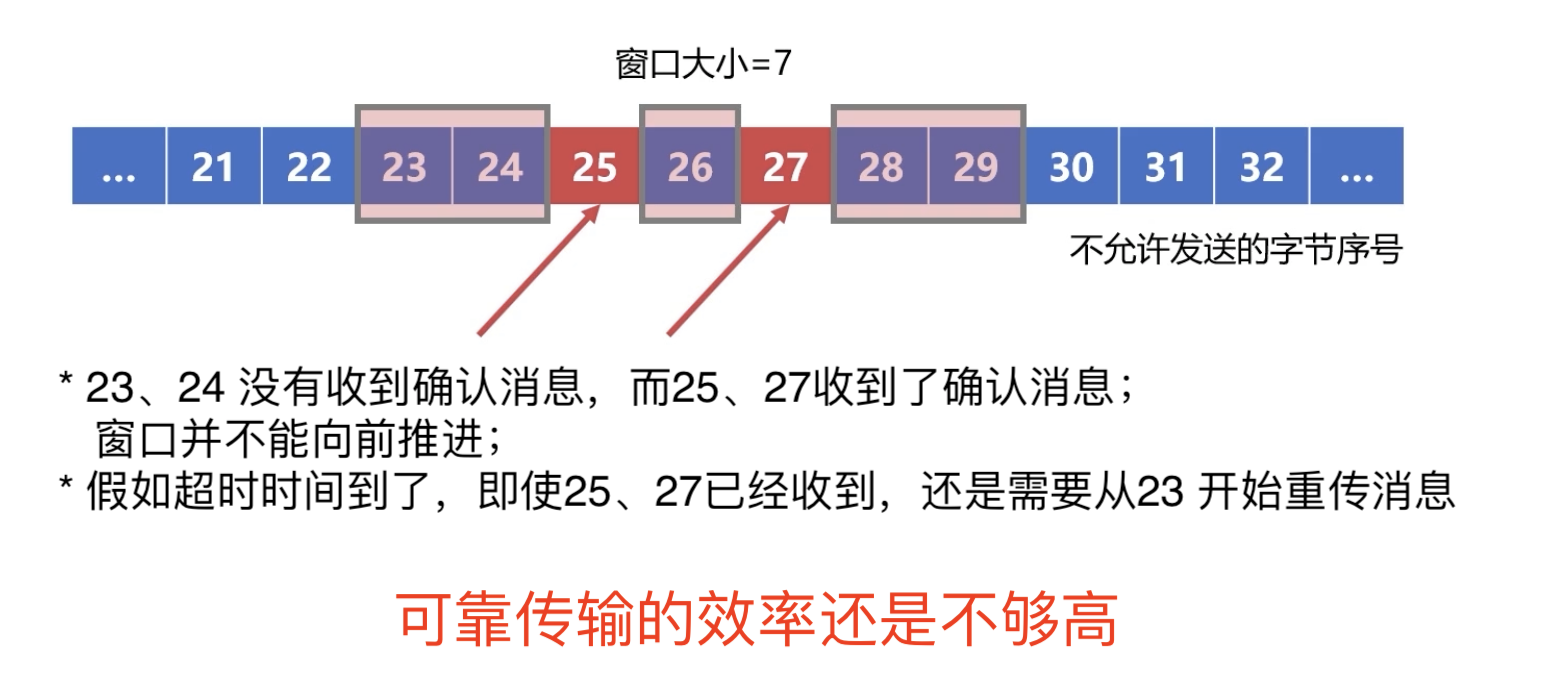 窗口大小=7
... 21 22 23 24 25 26 27 28 29 30 31 32 ...
不允许发送的字节序号
* 23、24 没有收到确认消息，而25、27收到了确认消息；
窗口并不能向前推进；
* 假如超时时间到了，即使25、27已经收到，还是需要从23 开始重传消息
可靠传输的效率还是不够高